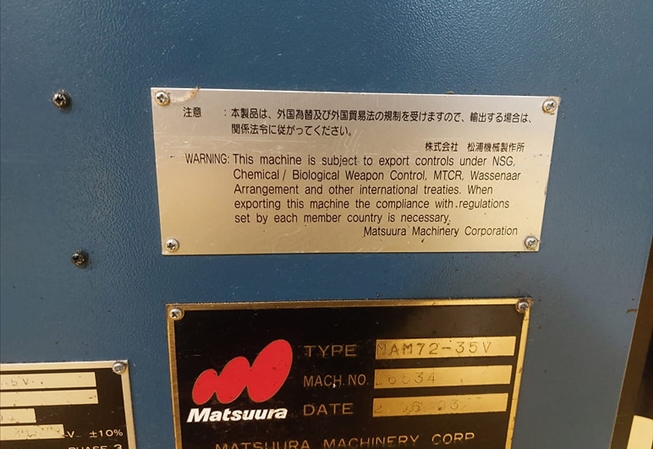 注意 : 本製品は、外国為替及び外国貿易法の規制を受けますので、輸出する場合は、
関係法令に従がってください。
株式会社 松浦機械製作所
WARNING: This machine is subject to export controls under NSG,
Chemical / Biological Weapon Control, MTCR, Wassenaar
Arrangement and other international treaties. When
exporting this machine the compliance with regulations
set by each member country is necessary.
Matsuura Machinery Corporation
TYPE MAM72-35V
MACH. NO.
Matsuura
DATE
MATSUURA MACHINERY CORP
V ±10%
PHASE 3